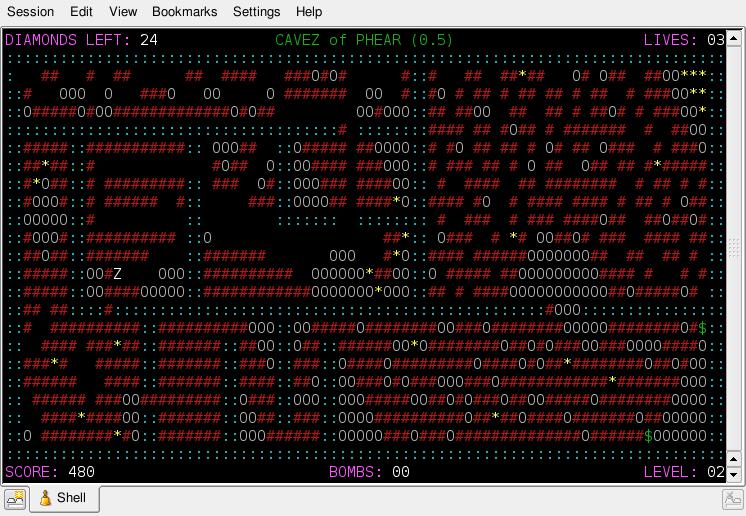 Session Edit View Bookmarks Settings Help
DIAMONDS LEFT: 24 CAVEZ of PHEAR (0.5) LIVES: 03
SCORE: 480 BOMBS: 00 LEVEL: 02
Shell